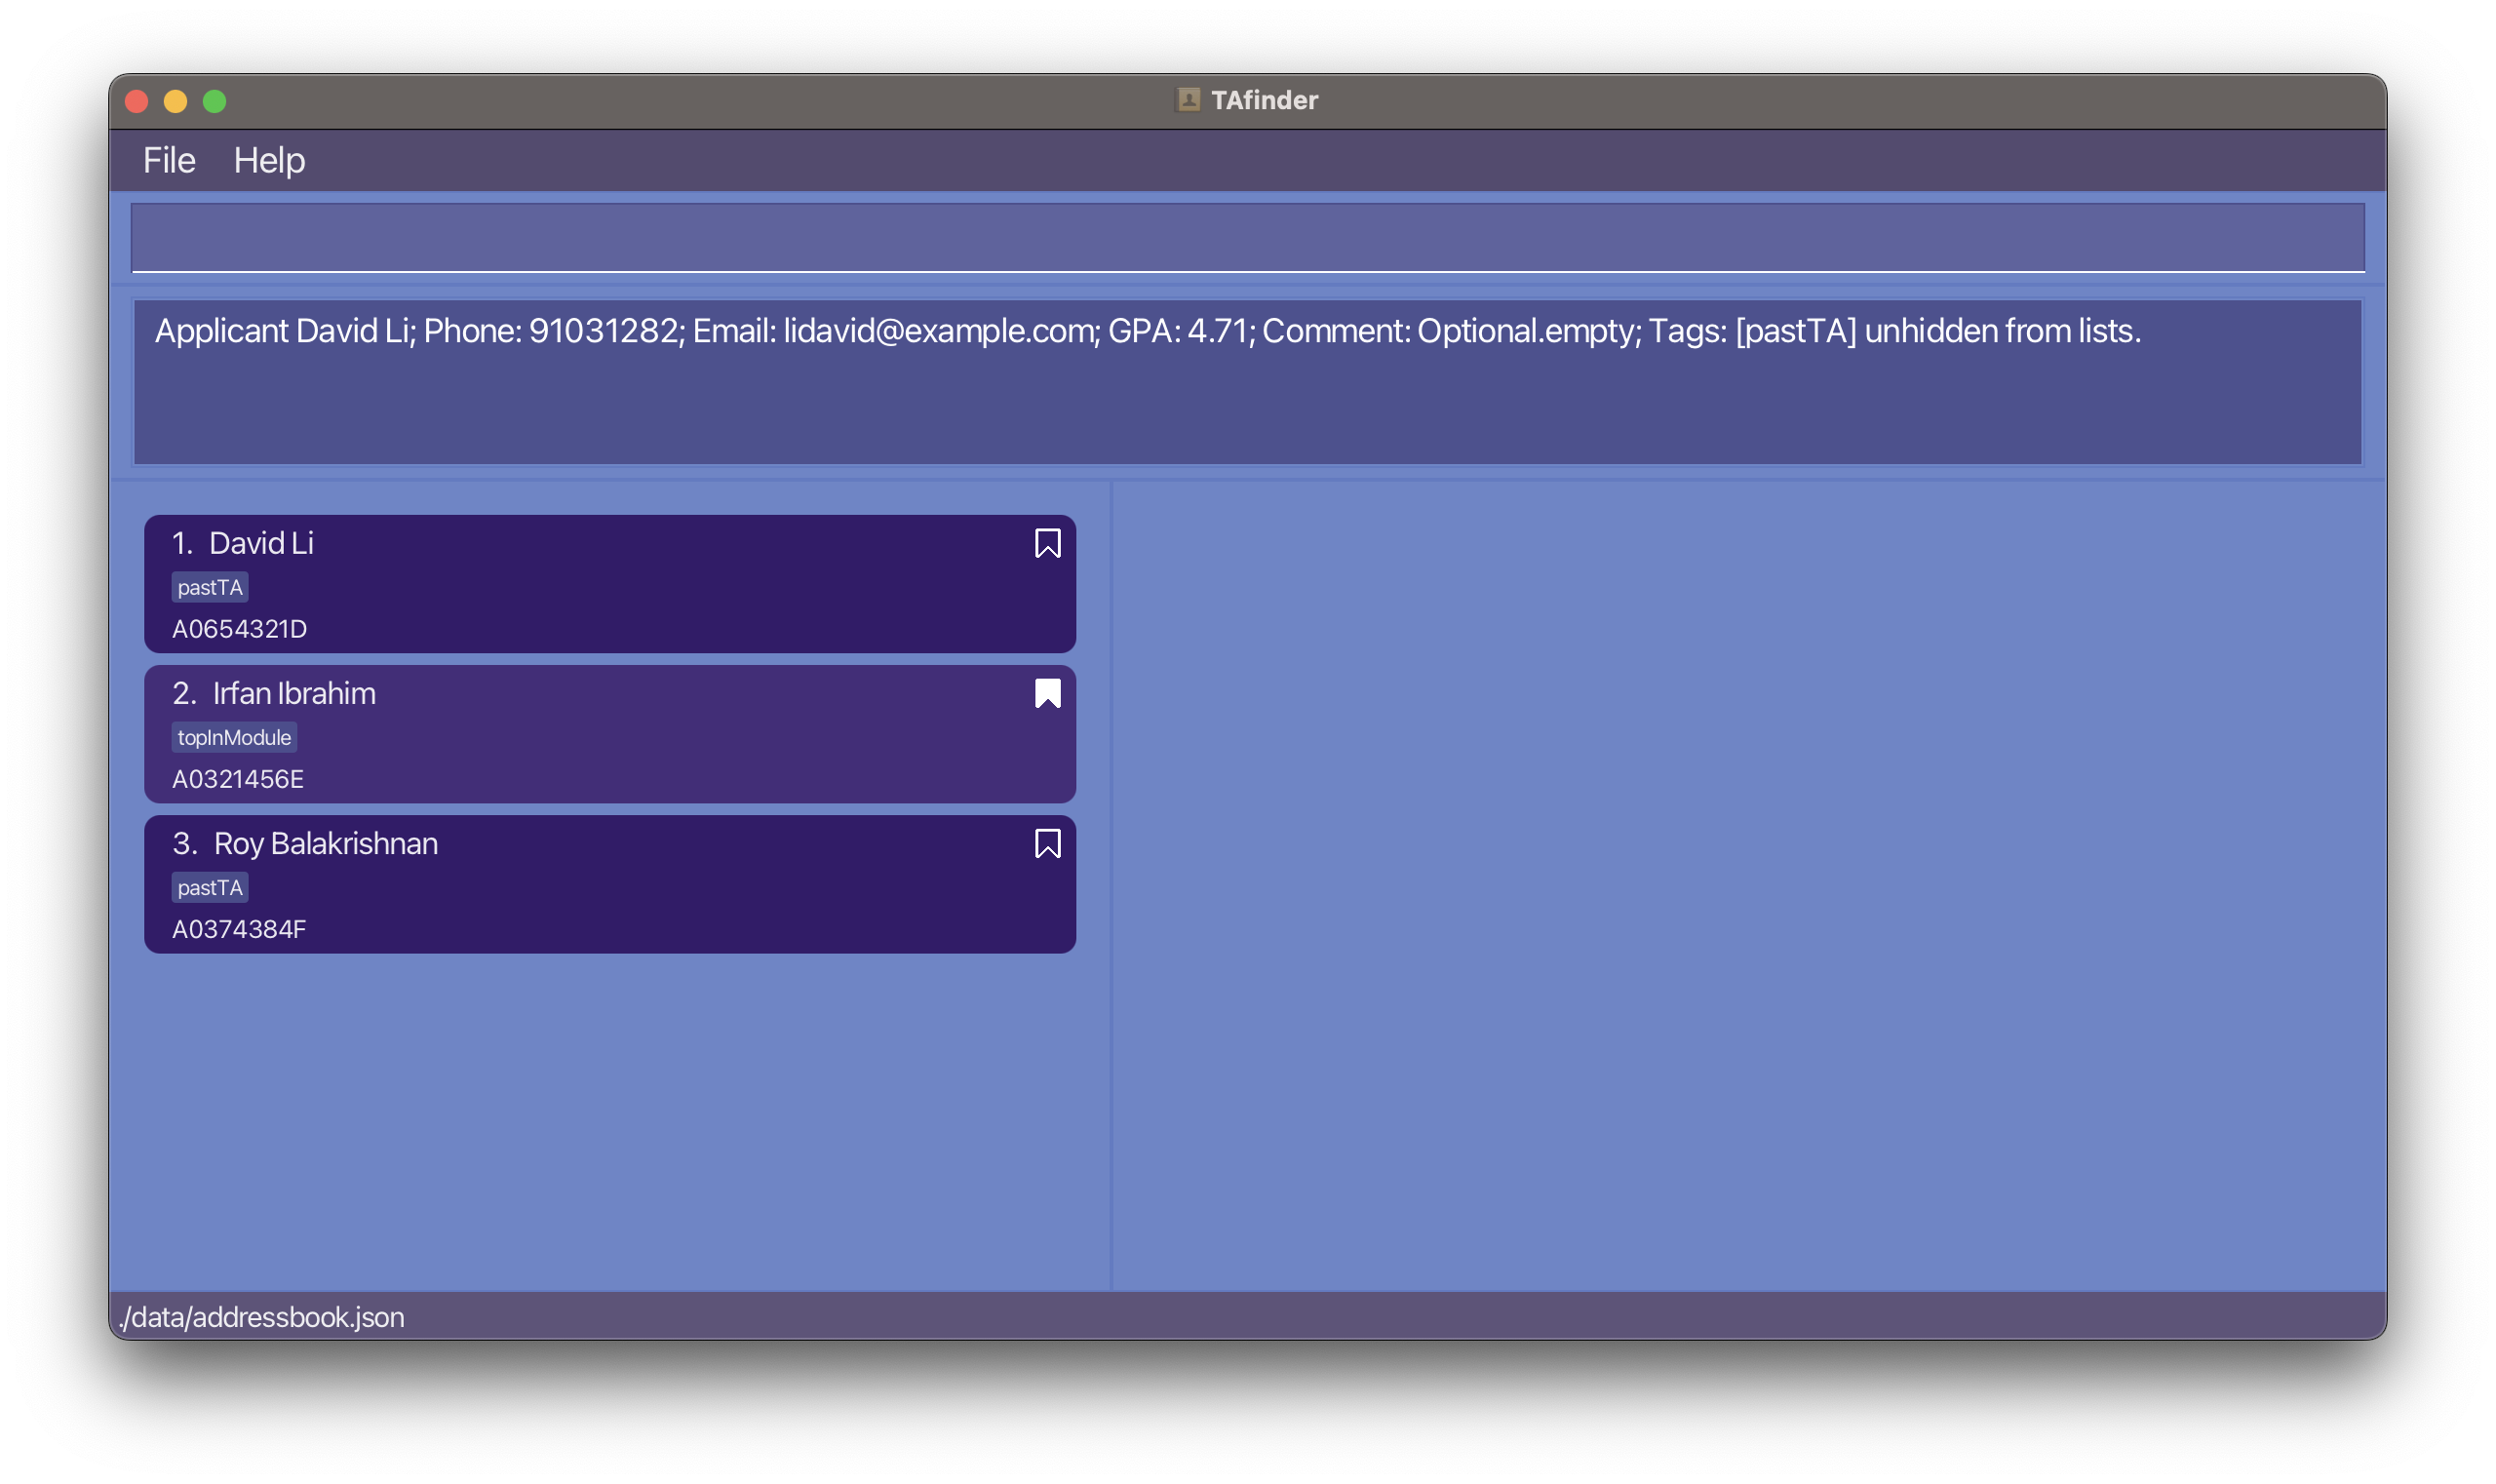 TAfinder
File Help
Applicant David Li; Phone: 91031282; Email: lidavid@example.com; GPA: 4.71; Comment: Optional.empty; Tags: [pastTA] unhidden from lists.
1. David Li
pastTA
A0654321D
2. Irfan Ibrahim
topInModule
A0321456E
3. Roy Balakrishnan
pastTA
A0374384F
./data/addressbook.json